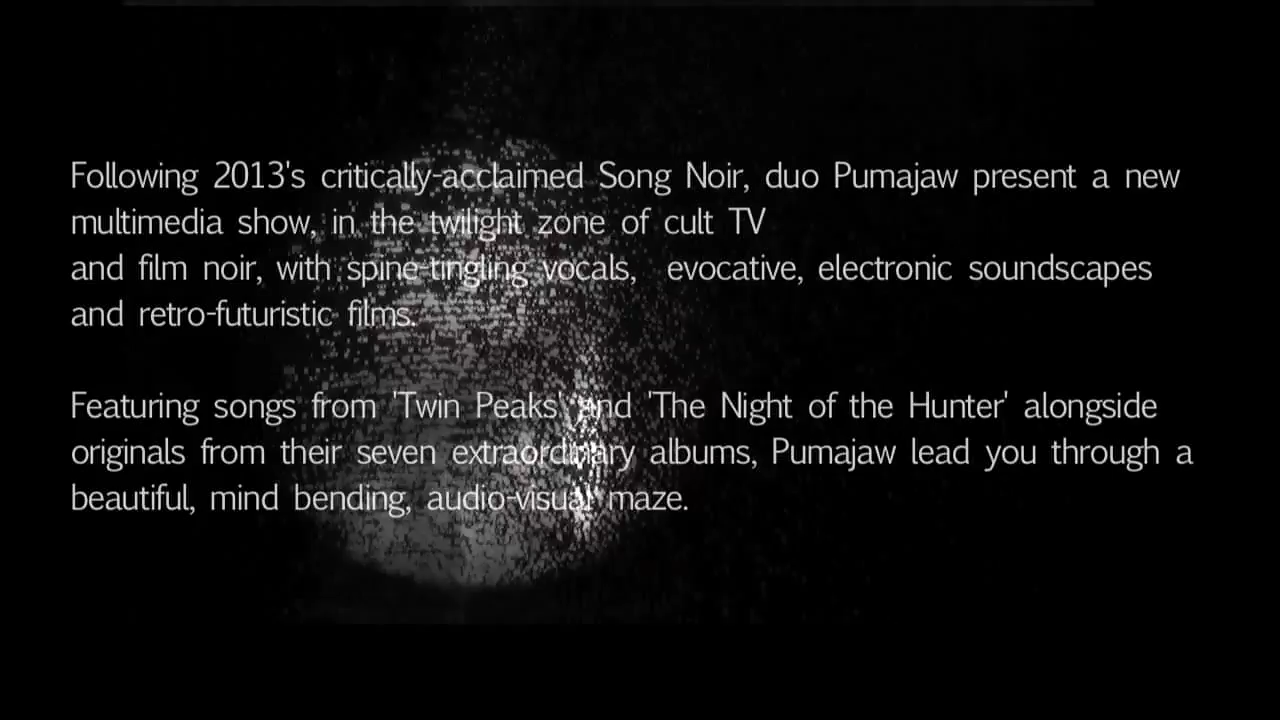 Following 2013's critically-acclaimed Song Noir, duo Pumajaw present a new
multimedia show, in the twilight zone of cult TV
and film noir, with spine-tingling vocals, evocative, electronic soundscapes
and retro-futuristic films.
Featuring songs from 'Twin Peaks' and 'The Night of the Hunter' alongside
originals from their seven extraordinary albums, Pumajaw lead you through a
beautiful, mind bending, audio-visual maze.